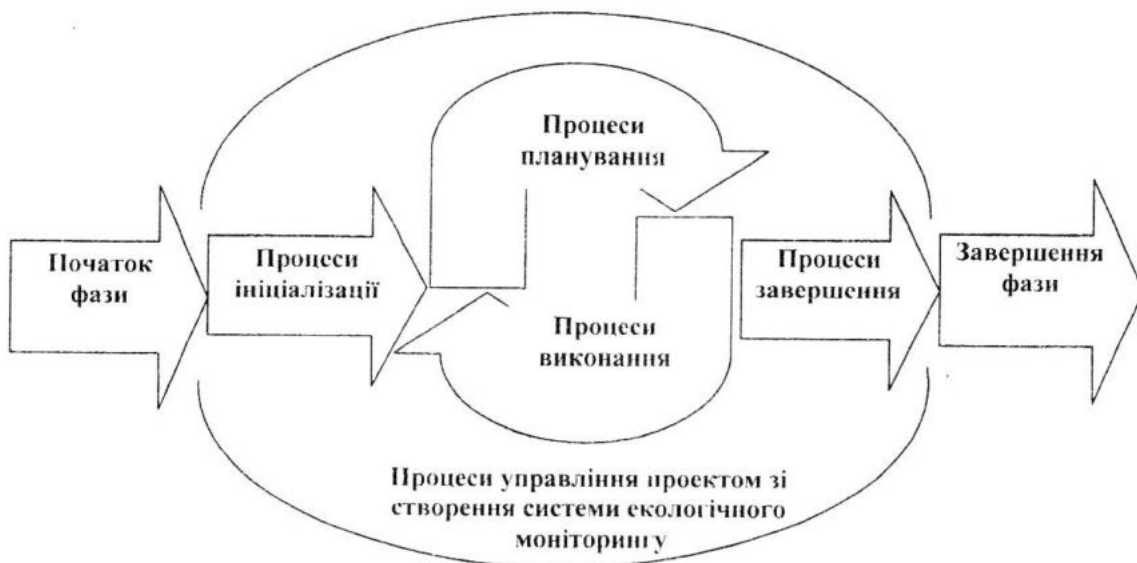 Процеси
планування
Початок
фази
Процеси
ініціалізації
Процеси
виконання
Процеси
завершення
Завершення
фази
Процеси управління проектом зі
створення системи екологічного
моніторингу